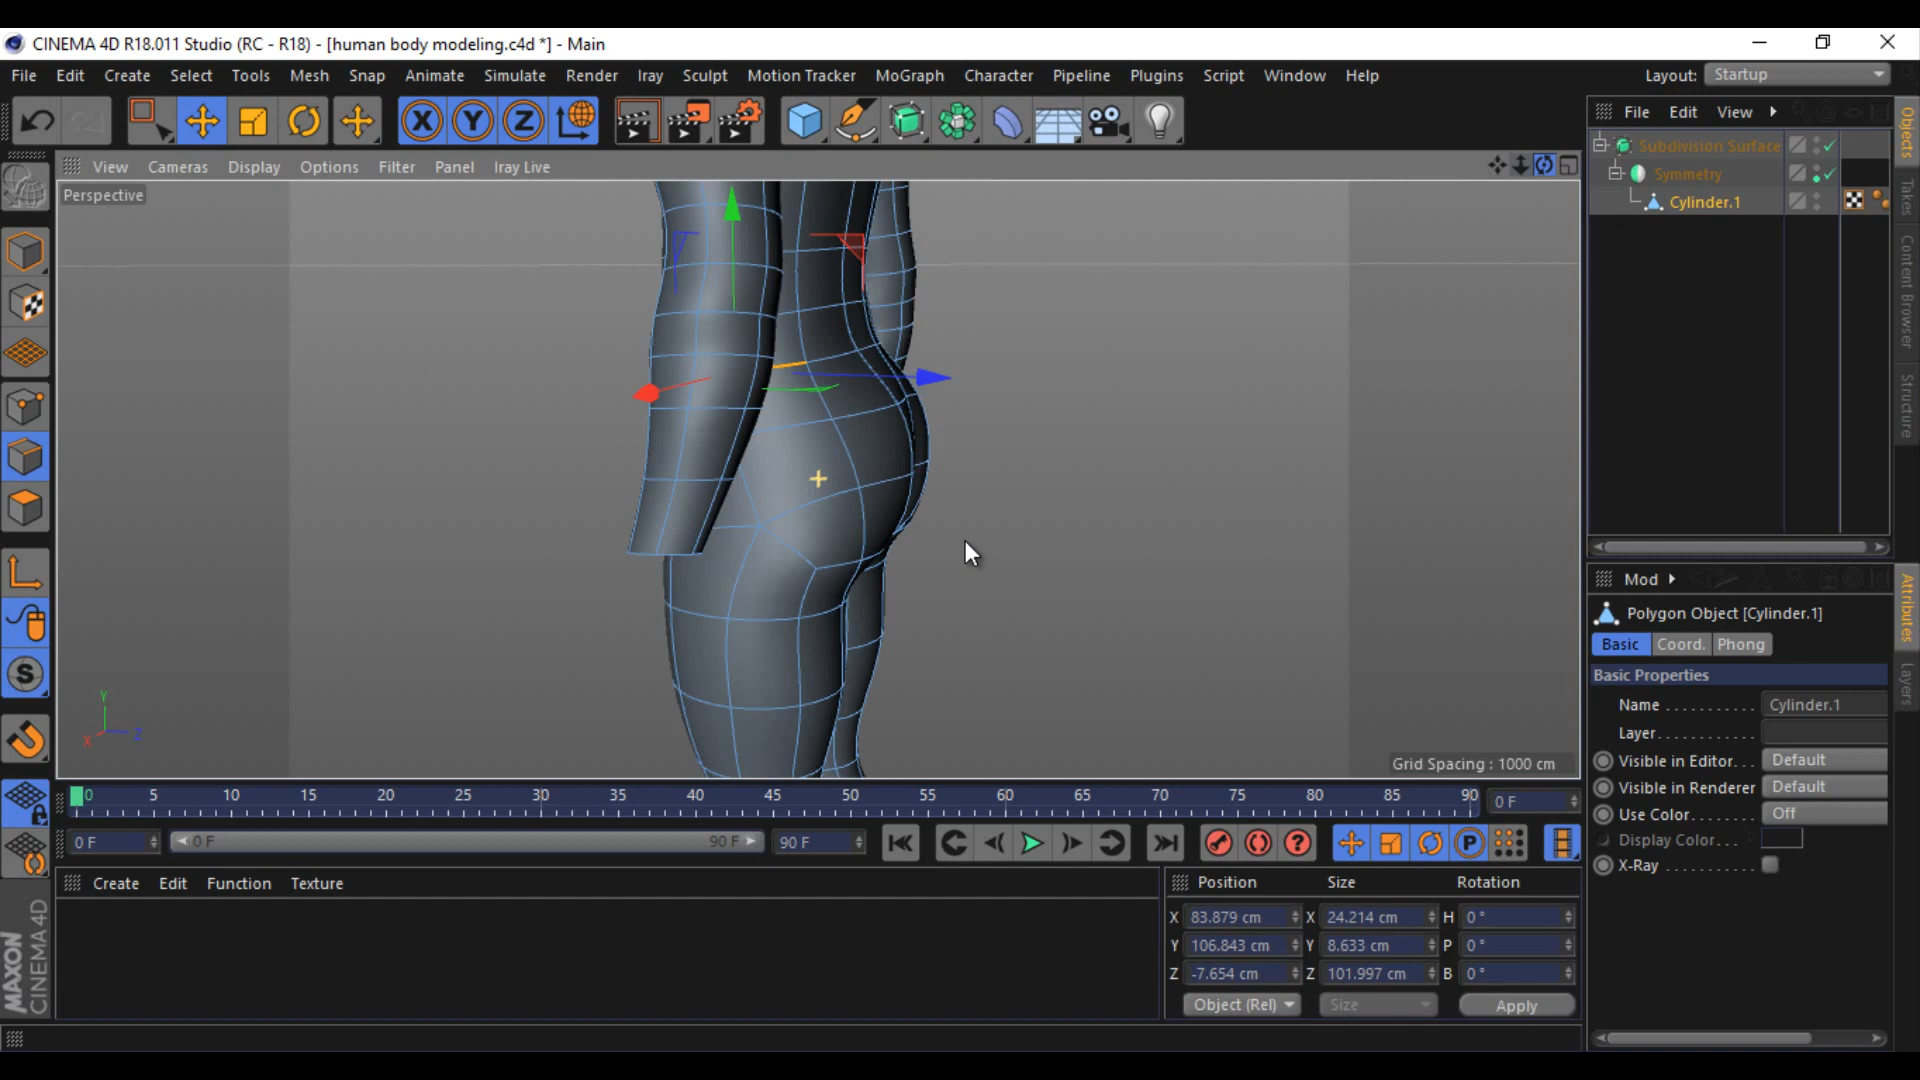 CINEMA 4D R18.011 Studio (RC - R18) - [human body modeling.c4d *] - Main
File Edit Create Select Tools Mesh Snap Animate Simulate Render Iray Sculpt Motion Tracker MoGraph Character Pipeline Plugins Script Window Help
Layout: Startup
X Y Z
View Cameras Display Options Filter Panel Iray Live
Perspective
Y
X
Z
Grid Spacing : 1000 cm
S
0 5 10 15 20 25 30 35 40 45 50 55 60 65 70 75 80 85 90
0 F
0 F
0 F
90 F
90 F
?
P
Create Edit Function Texture
Position Size Rotation
X 83.879 cm X 24.214 cm H 0 °
Y 106.843 cm Y 8.633 cm P 0 °
Z -7.654 cm Z 101.997 cm B 0 °
Object (Rel) Size Apply
MAXON
CINEMA 4D
File Edit View
Subdivision Surface
Symmetry
Cylinder.1
Objects
Takes
Content Browser
Structure
Mod
Polygon Object [Cylinder.1]
Basic Coord. Phong
Basic Properties
Name . . . . . . . . . . . Cylinder.1
Layer. . . . . . . . . . . .
Visible in Editor. . . Default
Visible in Renderer Default
Use Color. . . . . . . . Off
Display Color. . .
X-Ray . . . . . . . . . . .
Attributes
Layers